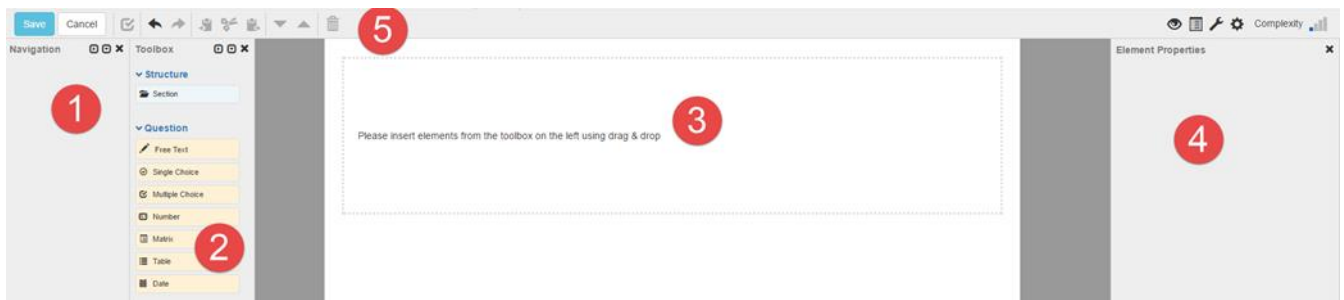 Save Cancel Complexity
5
Navigation Toolbox Element Properties
Structure
Section
1
Question
Free Text
Single Choice
Multiple Choice
Number
Matrix
Table
Date
2
Please insert elements from the toolbox on the left using drag & drop
3
4